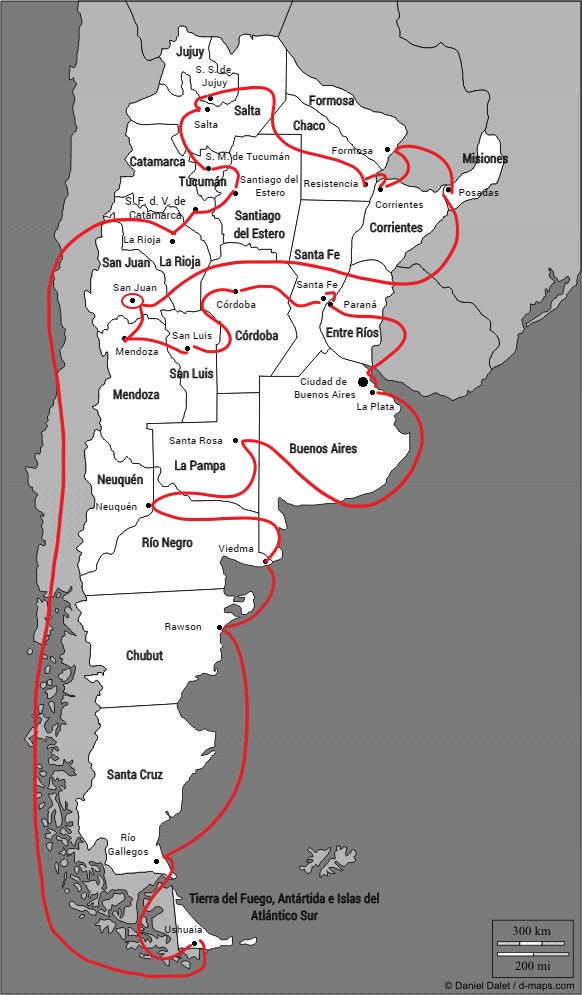 Jujuy
S. S. de
Jujuy
Salta
Salta
Formosa
Chaco
Formosa
Catamarca
S. M. de Tucumán
Tucumán
Misiones
Santiago del
Estero
Resistencia
Posadas
Corrientes
S. F. d. V. de
Catamarca
Santiago
del Estero
Corrientes
La Rioja
La Rioja
San Juan
Santa Fe
San Juan
Santa Fe
Córdoba
Paraná
San Luis
Córdoba
Entre Ríos
Mendoza
San Luis
Ciudad de
Buenos Aires
Mendoza
La Plata
Santa Rosa
Buenos Aires
La Pampa
Neuquén
Neuquén
Río Negro
Viedma
Rawson
Chubut
Santa Cruz
Río
Gallegos
Tierra del Fuego, Antártida e Islas del
Atlántico Sur
Ushuaia
300 km
200 mi
© Daniel Dalet / d-maps.com